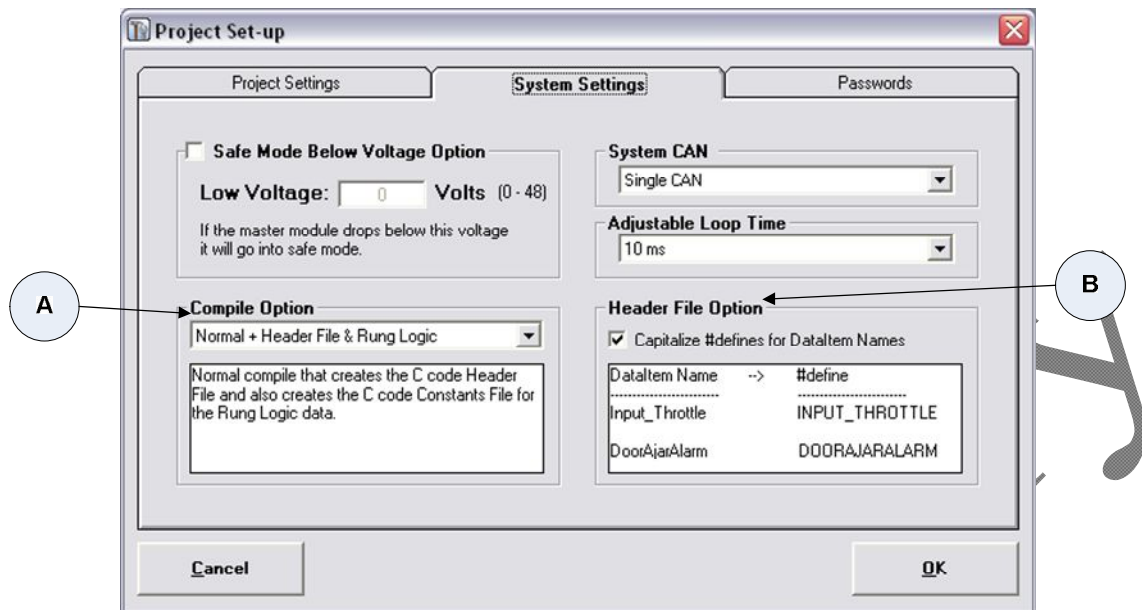 Project Set-up
Project Settings
System Settings
Passwords
Safe Mode Below Voltage Option
Low Voltage: 0 Volts (0 - 48)
If the master module drops below this voltage
it will go into safe mode.
System CAN
Single CAN
Adjustable Loop Time
10 ms
A
B
Compile Option
Normal + Header File & Rung Logic
Normal compile that creates the C code Header
File and also creates the C code Constants File for
the Rung Logic data.
Header File Option
Capitalize #defines for DataItem Names
DataItem Name --> #define
------------------------- -------------------------
Input_Throttle INPUT_THROTTLE
DoorAjarAlarm DOORAJARALARM
Cancel
OK